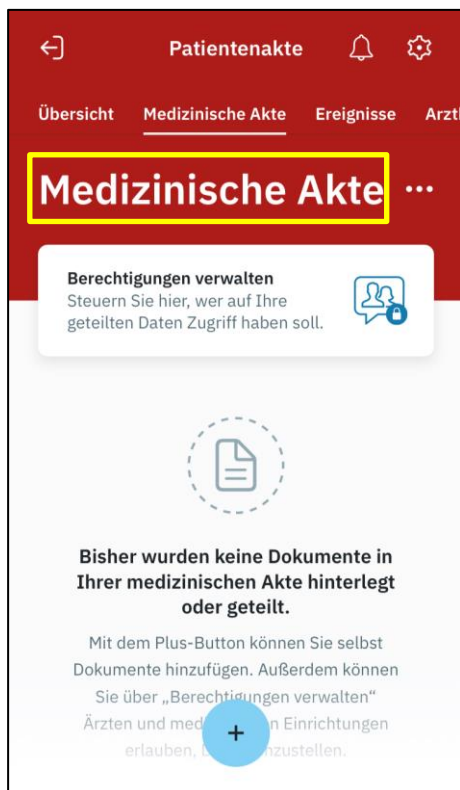 Patientenakte
Übersicht Medizinische Akte Ereignisse
Medizinische Akte
Berechtigungen verwalten
Steuern Sie hier, wer auf Ihre
geteilten Daten Zugriff haben soll.
Bisher wurden keine Dokumente in
Ihrer medizinischen Akte hinterlegt
oder geteilt.
Mit dem Plus-Button können Sie selbst
Dokumente hinzufügen. Außerdem können
Sie über „Berechtigungen verwalten“
Ärzten und Einrichtungen
erlauben,